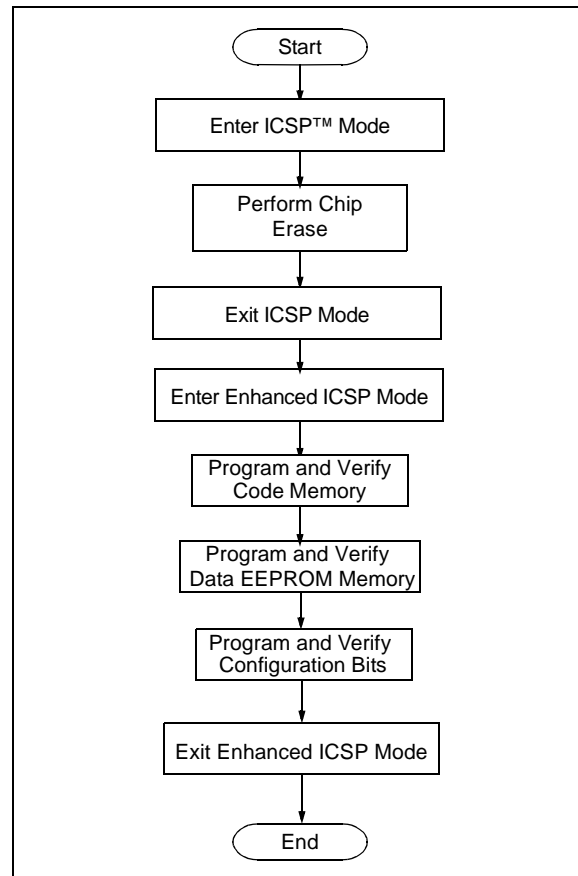 Start
Enter ICSP™ Mode
Perform Chip
Erase
Exit ICSP Mode
Enter Enhanced ICSP Mode
Program and Verify
Code Memory
Program and Verify
Data EEPROM Memory
Program and Verify
Configuration Bits
Exit Enhanced ICSP Mode
End